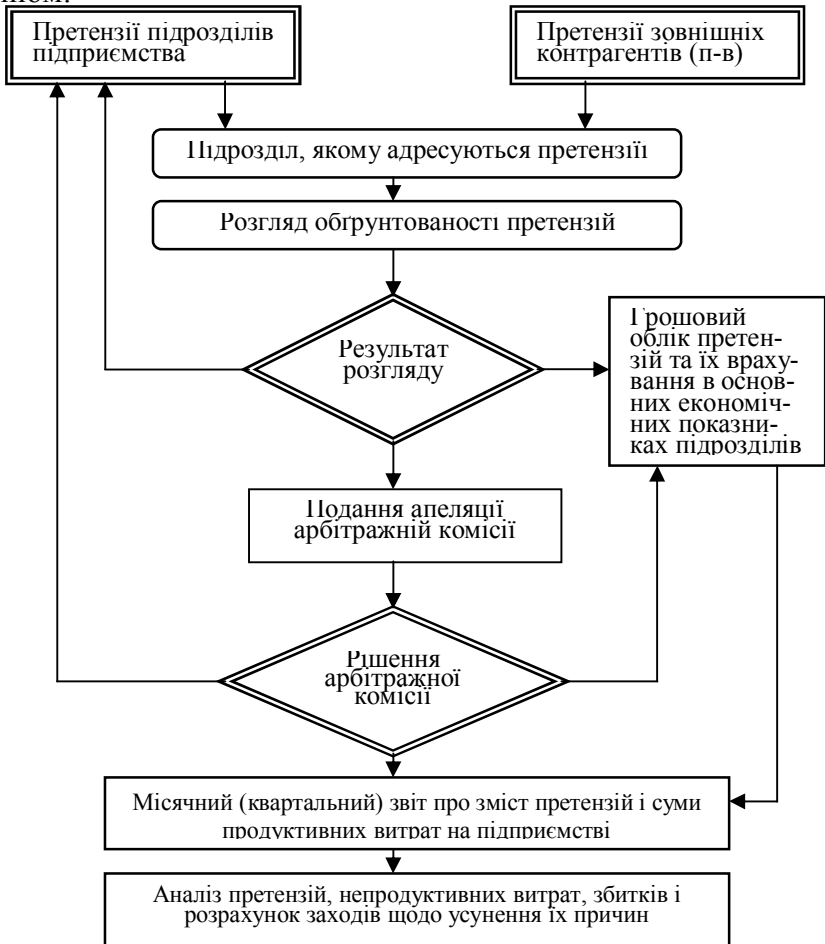 Претензії підрозділів
підприємства
Претензії зовнішніх
контрагентів (п-в)
Підрозділ, якому адресуються претензіїі
Розгляд обґрунтованості претензій
Результат
розгляду
Грошовий
облік претен-
зій та їх враху-
вання в основ-
них економіч-
них показни-
ках підрозділів
Подання апеляції
арбітражній комісії
Рішення
арбітражної
комісії
Місячний (квартальний) звіт про зміст претензій і суми
продуктивних витрат на підприємстві
Аналіз претензій, непродуктивних витрат, збитків і
розрахунок заходів щодо усунення їх причин